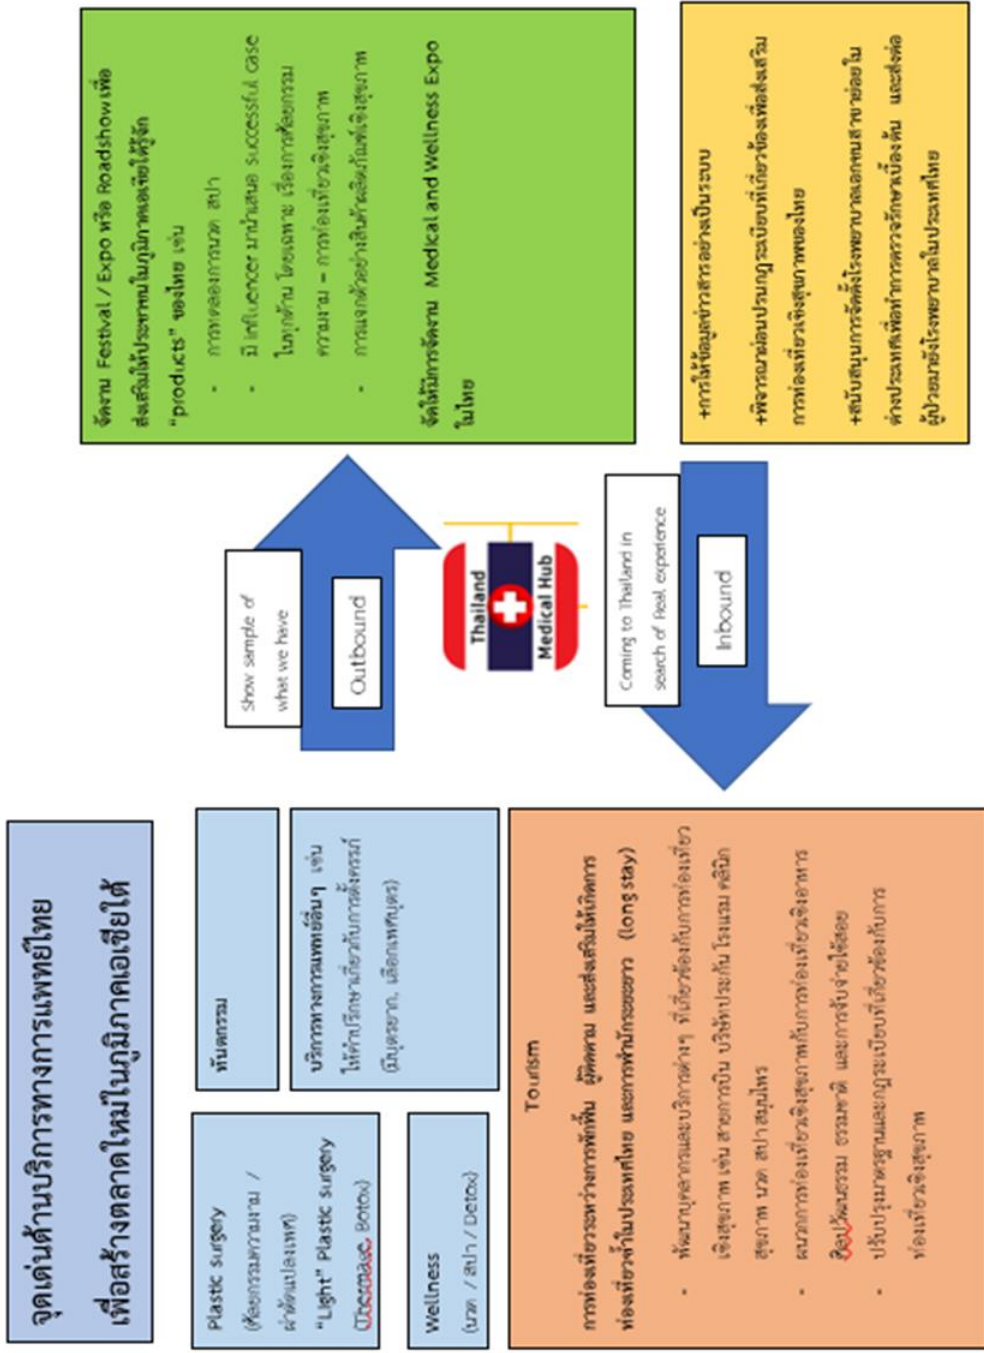 จุดเด่นด้านบริการทางการแพทย์ไทย
เพื่อสร้างตลาดใหม่ในภูมิภาคเอเชียใต้
Plastic surgery
(ศัลยกรรมความงาม /
ผ่าตัดแปลงเพศ)
"Light" Plastic surgery
(Thermage, Botox)
ทันตกรรม
บริการทางการแพทย์อื่นๆ เช่น
ให้คำปรึกษาเกี่ยวกับการตั้งครรภ์
(มีบุตรยาก, เลือกเพศบุตร)
Wellness
(นวด / สปา / Detox)
Tourism
การท่องเที่ยวระหว่างการพักฟื้น ผู้ติดตาม และส่งเสริมให้เกิดการ
ท่องเที่ยวซ้ำในประเทศไทย และการพำนักระยะยาว (long stay)
- พัฒนาบุคลากรและบริการต่างๆ ที่เกี่ยวข้องกับการท่องเที่ยว
เชิงสุขภาพ เช่น สายการบิน บริษัทประกัน โรงแรม คลินิก
สุขภาพ นวด สปา สมุนไพร
- ผนวกการท่องเที่ยวเชิงสุขภาพกับการท่องเที่ยวเชิงอาหาร
ศิลปวัฒนธรรม ธรรมชาติ และการจับจ่ายใช้สอย
- ปรับปรุงมาตรฐานและกฎระเบียบที่เกี่ยวข้องกับการ
ท่องเที่ยวเชิงสุขภาพ
Show sample of
what we have
Outbound
Thailand
Medical Hub
Coming to Thailand in
search of Real experience
Inbound
จัดงาน Festival / Expo หรือ Roadshow เพื่อ
ส่งเสริมให้ประชาชนในภูมิภาคเอเชียใต้รู้จัก
"products" ของไทย เช่น
- การทดลองการนวด สปา
- มี influencer มานำเสนอ successful case
ในทุกด้าน โดยเฉพาะ เรื่องการศัลยกรรม
ความงาม – การท่องเที่ยวเชิงสุขภาพ
- การแจกตัวอย่างสินค้าผลิตภัณฑ์เชิงสุขภาพ
จัดให้มีการจัดงาน Medical and Wellness Expo
ในไทย
+การให้ข้อมูลข่าวสารอย่างเป็นระบบ
+พิจารณาผ่อนปรนกฎระเบียบที่เกี่ยวข้องเพื่อส่งเสริม
การท่องเที่ยวเชิงสุขภาพของไทย
+สนับสนุนการจัดตั้งโรงพยาบาลเอกชนสาขาย่อยใน
ต่างประเทศเพื่อทำการตรวจรักษาเบื้องต้น และส่งต่อ
ผู้ป่วยมายังโรงพยาบาลในประเทศไทย